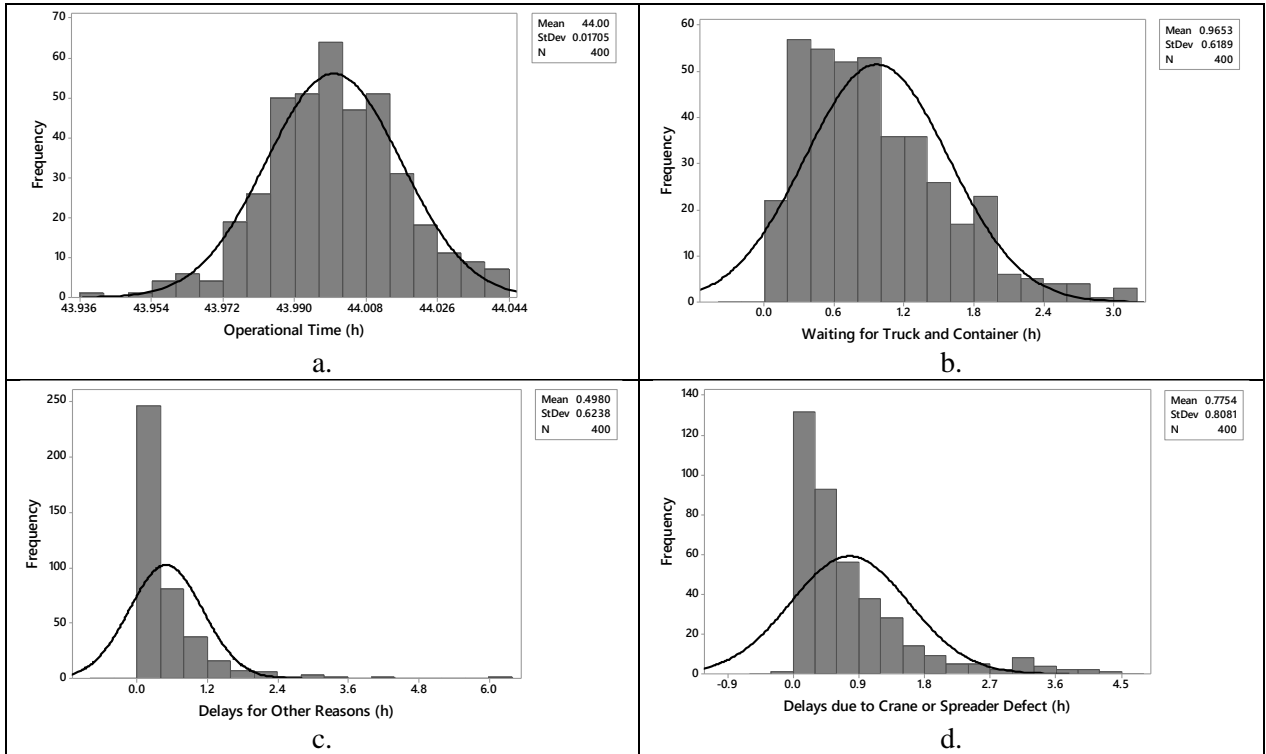 70
60
50
40
30
20
10
0
Frequency
43.936 43.954 43.972 43.990 44.008 44.026 44.044
Operational Time (h)
Mean 44.00
StDev 0.01705
N 400
a.
60
50
40
30
20
10
0
Frequency
0.0 0.6 1.2 1.8 2.4 3.0
Waiting for Truck and Container (h)
Mean 0.9653
StDev 0.6189
N 400
b.
250
200
150
100
50
0
Frequency
0.0 1.2 2.4 3.6 4.8 6.0
Delays for Other Reasons (h)
Mean 0.4980
StDev 0.6238
N 400
c.
140
120
100
80
60
40
20
0
Frequency
-0.9 0.0 0.9 1.8 2.7 3.6 4.5
Delays due to Crane or Spreader Defect (h)
Mean 0.7754
StDev 0.8081
N 400
d.